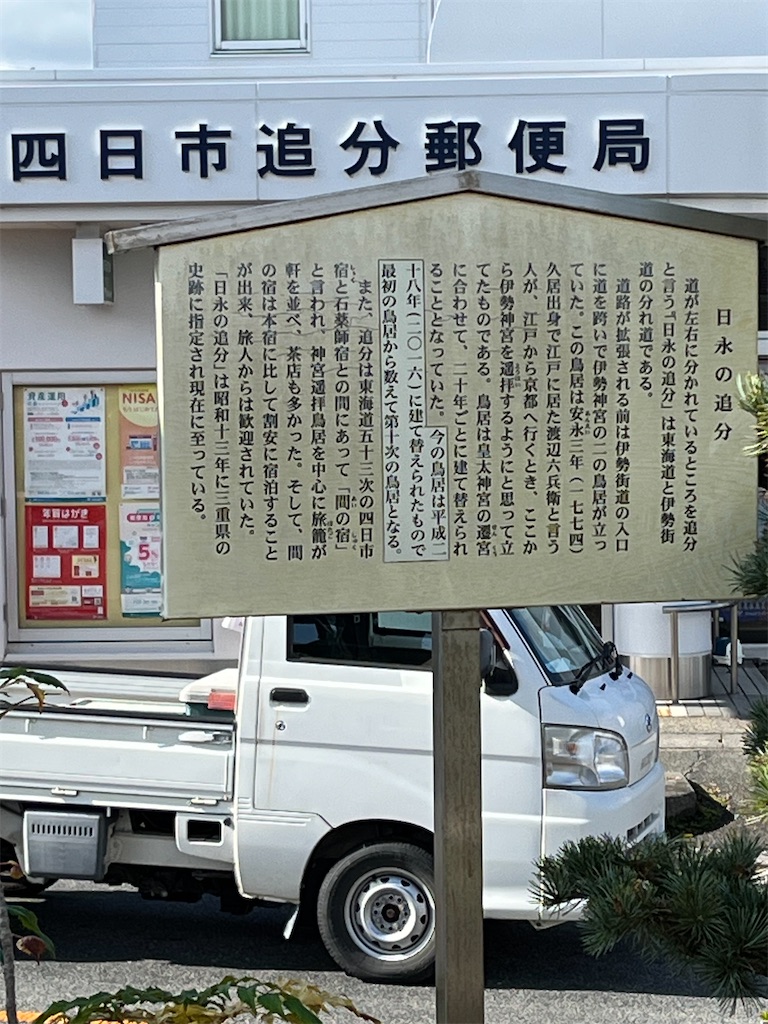 四日市追分郵便局
日永の追分
道が左右に分かれているところを追分
と言う「日永の追分」は東海道と伊勢街
道の分れ道である。
道路が拡張される前は伊勢街道の入口
に道を跨いで伊勢神宮の二の鳥居が立っ
ていた。この鳥居は安永三年(一七七四)
久居出身で江戸に居た渡辺六兵衛と言う
人が、江戸から京都へ行くとき、ここか
ら伊勢神宮を遥拝するようにと思って立
てたものである。鳥居は皇太神宮の遷宮
に合わせて、二十年ごとに建て替えられ
ることとなっていた。今の鳥居は平成二
十八年(二〇一六)に建て替えられたもので
最初の鳥居から数えて第十次の鳥居となる。
また、追分は東海道五十三次の四日市
宿と石薬師宿との間にあって「間の宿」
と言われ、神宮遥拝鳥居を中心に旅籠が
軒を並べ、茶店も多かった。そして、間
の宿は本宿に比して割安に宿泊すること
が出来、旅人からは歓迎されていた。
「日永の追分」は昭和十三年に三重県の
史跡に指定され現在に至っている。
資産運用
NISA
年賀はがき